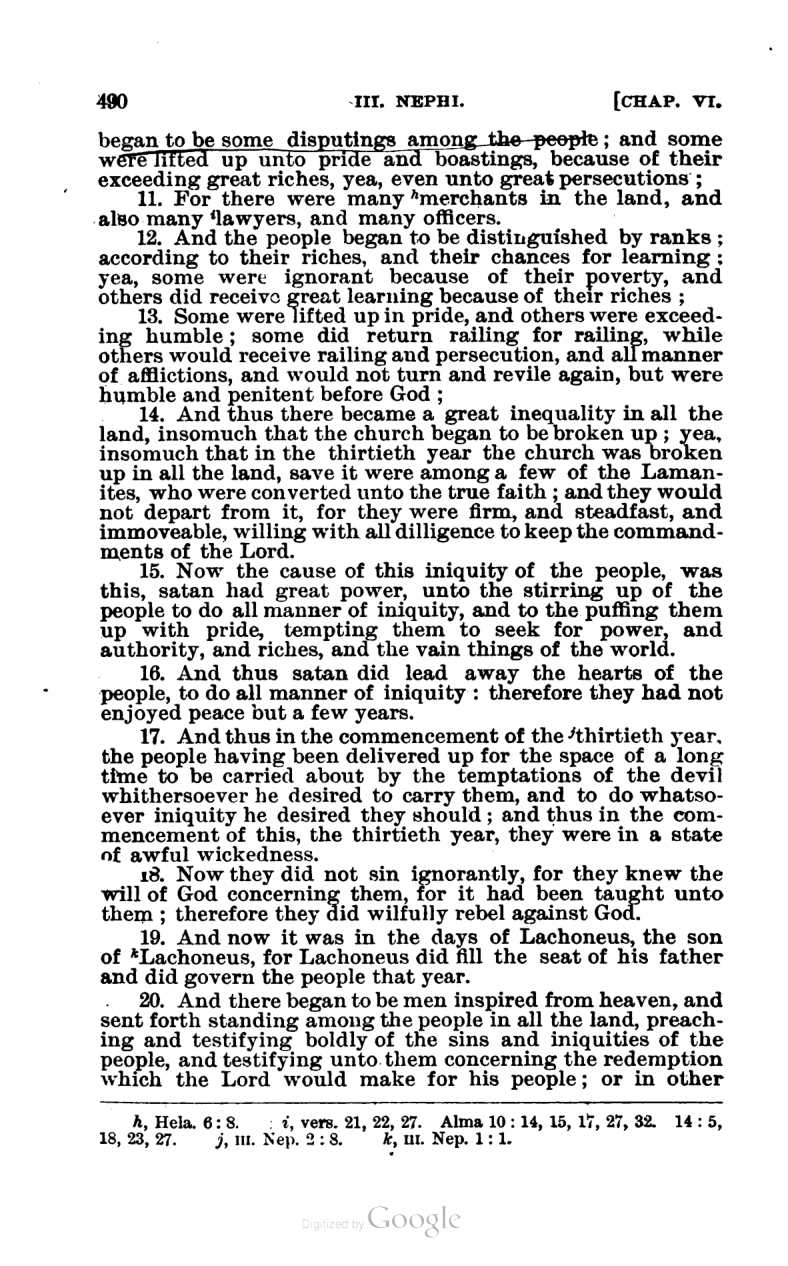 490 III. NEPHI. [CHAP. VI.
began to be some disputings among the people; and some
were lifted up unto pride and boastings, because of their
exceeding great riches, yea, even unto great persecutions;
11. For there were many ʰmerchants in the land, and
also many ⁱlawyers, and many officers.
12. And the people began to be distinguished by ranks;
according to their riches, and their chances for learning;
yea, some were ignorant because of their poverty, and
others did receive great learning because of their riches;
13. Some were lifted up in pride, and others were exceed-
ing humble; some did return railing for railing, while
others would receive railing and persecution, and all manner
of afflictions, and would not turn and revile again, but were
humble and penitent before God;
14. And thus there became a great inequality in all the
land, insomuch that the church began to be broken up; yea,
insomuch that in the thirtieth year the church was broken
up in all the land, save it were among a few of the Laman-
ites, who were converted unto the true faith; and they would
not depart from it, for they were firm, and steadfast, and
immoveable, willing with all dilligence to keep the command-
ments of the Lord.
15. Now the cause of this iniquity of the people, was
this, satan had great power, unto the stirring up of the
people to do all manner of iniquity, and to the puffing them
up with pride, tempting them to seek for power, and
authority, and riches, and the vain things of the world.
16. And thus satan did lead away the hearts of the
people, to do all manner of iniquity: therefore they had not
enjoyed peace but a few years.
17. And thus in the commencement of the ʲthirtieth year,
the people having been delivered up for the space of a long
time to be carried about by the temptations of the devil
whithersoever he desired to carry them, and to do whatso-
ever iniquity he desired they should; and thus in the com-
mencement of this, the thirtieth year, they were in a state
of awful wickedness.
18. Now they did not sin ignorantly, for they knew the
will of God concerning them, for it had been taught unto
them; therefore they did wilfully rebel against God.
19. And now it was in the days of Lachoneus, the son
of ᵏLachoneus, for Lachoneus did fill the seat of his father
and did govern the people that year.
20. And there began to be men inspired from heaven, and
sent forth standing among the people in all the land, preach-
ing and testifying boldly of the sins and iniquities of the
people, and testifying unto them concerning the redemption
which the Lord would make for his people; or in other
h, Hela. 6:8. i, vers. 21, 22, 27. Alma 10:14, 15, 17, 27, 32. 14:5,
18, 23, 27. j, III. Nep. 2:8. k, III. Nep. 1:1.
Digitized by Google